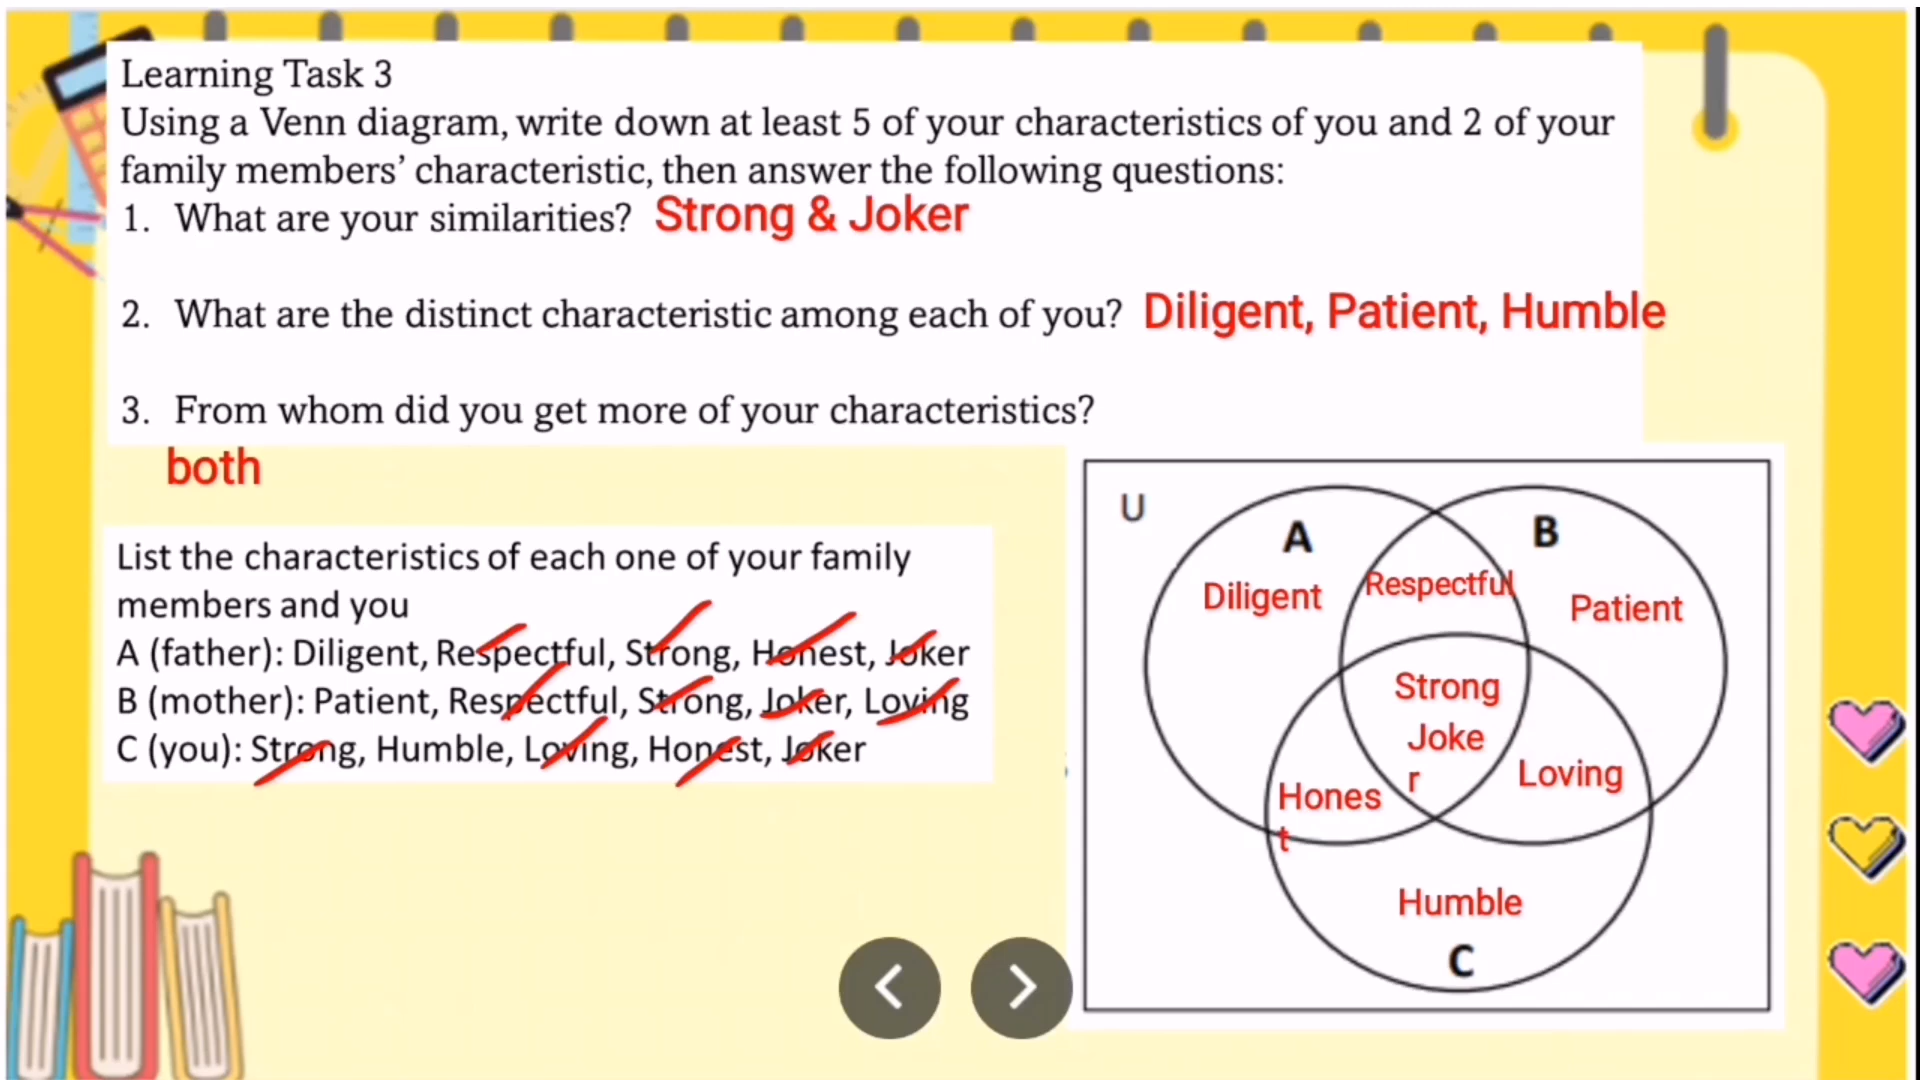 Learning Task 3
Using a Venn diagram, write down at least 5 of your characteristics of you and 2 of your
family members’ characteristic, then answer the following questions:
1. What are your similarities? Strong & Joker
2. What are the distinct characteristic among each of you? Diligent, Patient, Humble
3. From whom did you get more of your characteristics?
both
List the characteristics of each one of your family
members and you
A (father): Diligent, Respectful, Strong, Honest, Joker
B (mother): Patient, Respectful, Strong, Joker, Loving
C (you): Strong, Humble, Loving, Honest, Joker
U
A
B
Diligent
Respectful
Patient
Strong
Joke
r
Loving
Hones
t
Humble
C